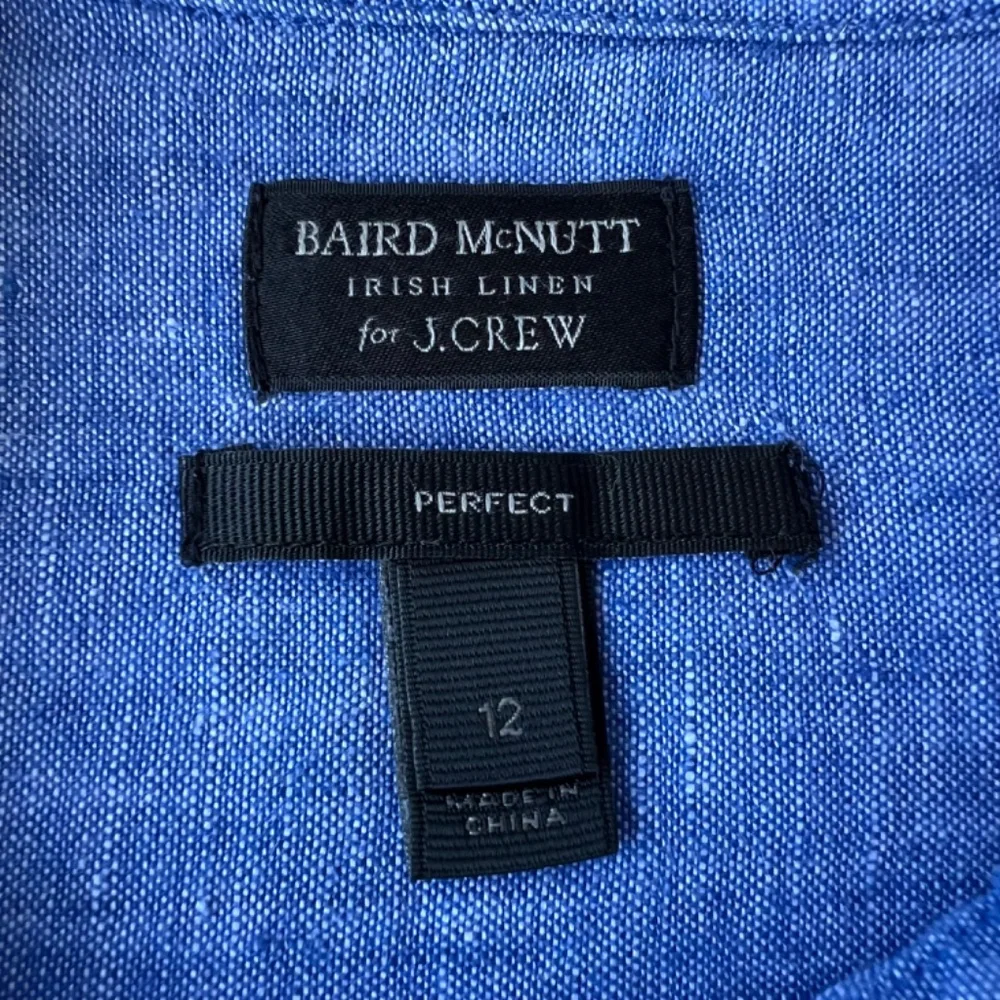 BAIRD McNUTT
IRISH LINEN
for J.CREW
PERFECT
12
MADE IN
CHINA